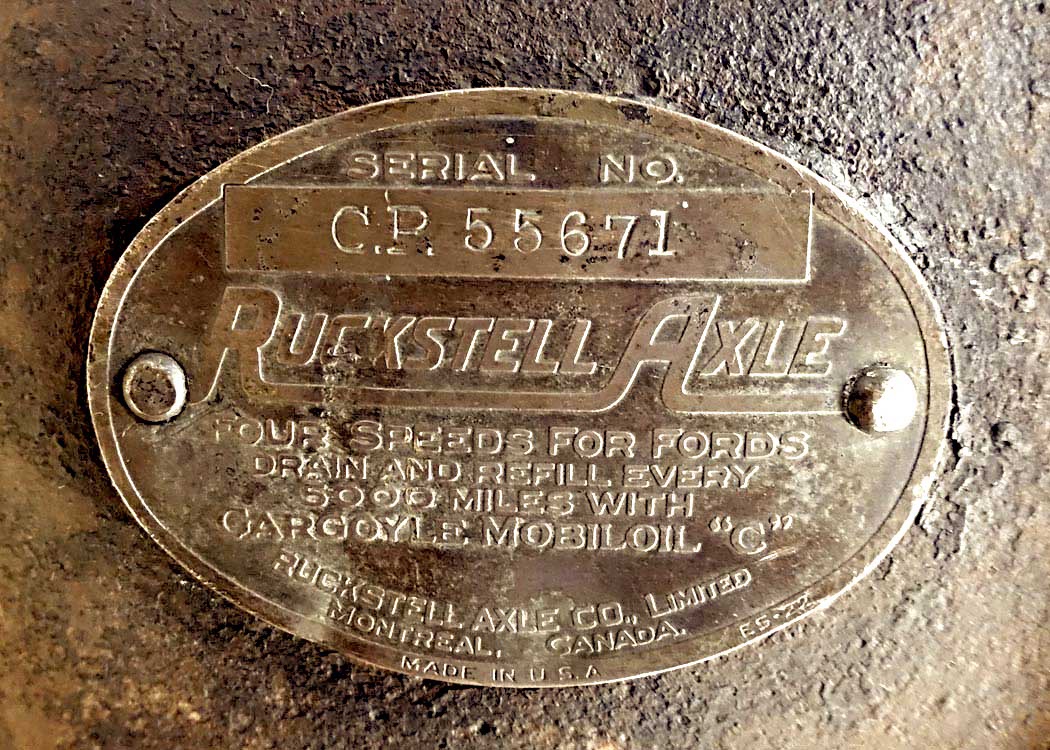 SERIAL NO.
C.P. 55671
RUCKSTELL AXLE
FOUR SPEEDS FOR FORDS
DRAIN AND REFILL EVERY
5000 MILES WITH
GARGOYLE MOBILOIL "C"
RUCKSTELL AXLE CO., LIMITED
MONTREAL, CANADA.
MADE IN U.S.A